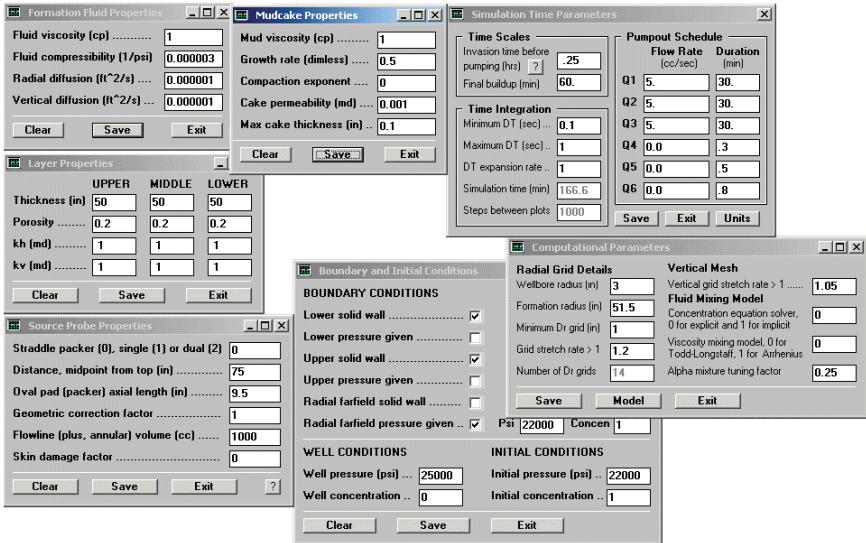 Formation Fluid Properties
Fluid viscosity (cp) ........... 1
Fluid compressibility (1/psi) 0.000003
Radial diffusion (ft^2/s) .... 0.000001
Vertical diffusion (ft^2/s) ... 0.000001
Clear Save Exit
Mudcake Properties
Mud viscosity (cp) ......... 1
Growth rate (dimless) ..... 0.5
Compaction exponent .... 0
Cake permeability (md) .... 0.001
Max cake thickness (in) .. 0.1
Clear Save Exit
Simulation Time Parameters
Time Scales
Invasion time before
pumping (hrs) ? .25
Final buildup (min) 60.
Time Integration
Minimum DT (sec) ... 0.1
Maximum DT (sec) ... 1
DT expansion rate .. 1
Simulation time (min) 166.6
Steps between plots 1000
Pumpout Schedule
Flow Rate Duration
(cc/sec) (min)
Q1 5. 30.
Q2 5. 30.
Q3 5. 30.
Q4 0.0 .3
Q5 0.0 .5
Q6 0.0 .8
Save Exit Units
Layer Properties
UPPER MIDDLE LOWER
Thickness (in) 50 50 50
Porosity ........ 0.2 0.2 0.2
kh (md) ......... 1 1 1
kv (md) ......... 1 1 1
Clear Save Exit
Source Probe Properties
Straddle packer (0), single (1) or dual (2) 0
Distance, midpoint from top (in) ......... 75
Oval pad (packer) axial length (in) ....... 9.5
Geometric correction factor .............. 1
Flowline (plus, annular) volume (cc) ...... 1000
Skin damage factor ........................ 0
Clear Save Exit ?
Boundary and Initial Conditions
BOUNDARY CONDITIONS
Lower solid wall ..................
Lower pressure given ............
Upper solid wall ..................
Upper pressure given ............
Radial farfield solid wall .........
Radial farfield pressure given .. Psi 22000 Concen 1
WELL CONDITIONS
Well pressure (psi) ... 25000
Well concentration .. 0
INITIAL CONDITIONS
Initial pressure (psi) .. 22000
Initial concentration .. 1
Clear Save Exit
Computational Parameters
Radial Grid Details
Wellbore radius (in) 3
Formation radius (in) 51.5
Minimum Dr grid (in) 1
Grid stretch rate > 1 1.2
Number of Dr grids 14
Vertical Mesh
Vertical grid stretch rate > 1 ...... 1.05
Fluid Mixing Model
Concentration equation solver,
0 for explicit and 1 for implicit 0
Viscosity mixing model, 0 for
Todd-Longstaff, 1 for Arrhenius 0
Alpha mixture tuning factor 0.25
Save Model Exit